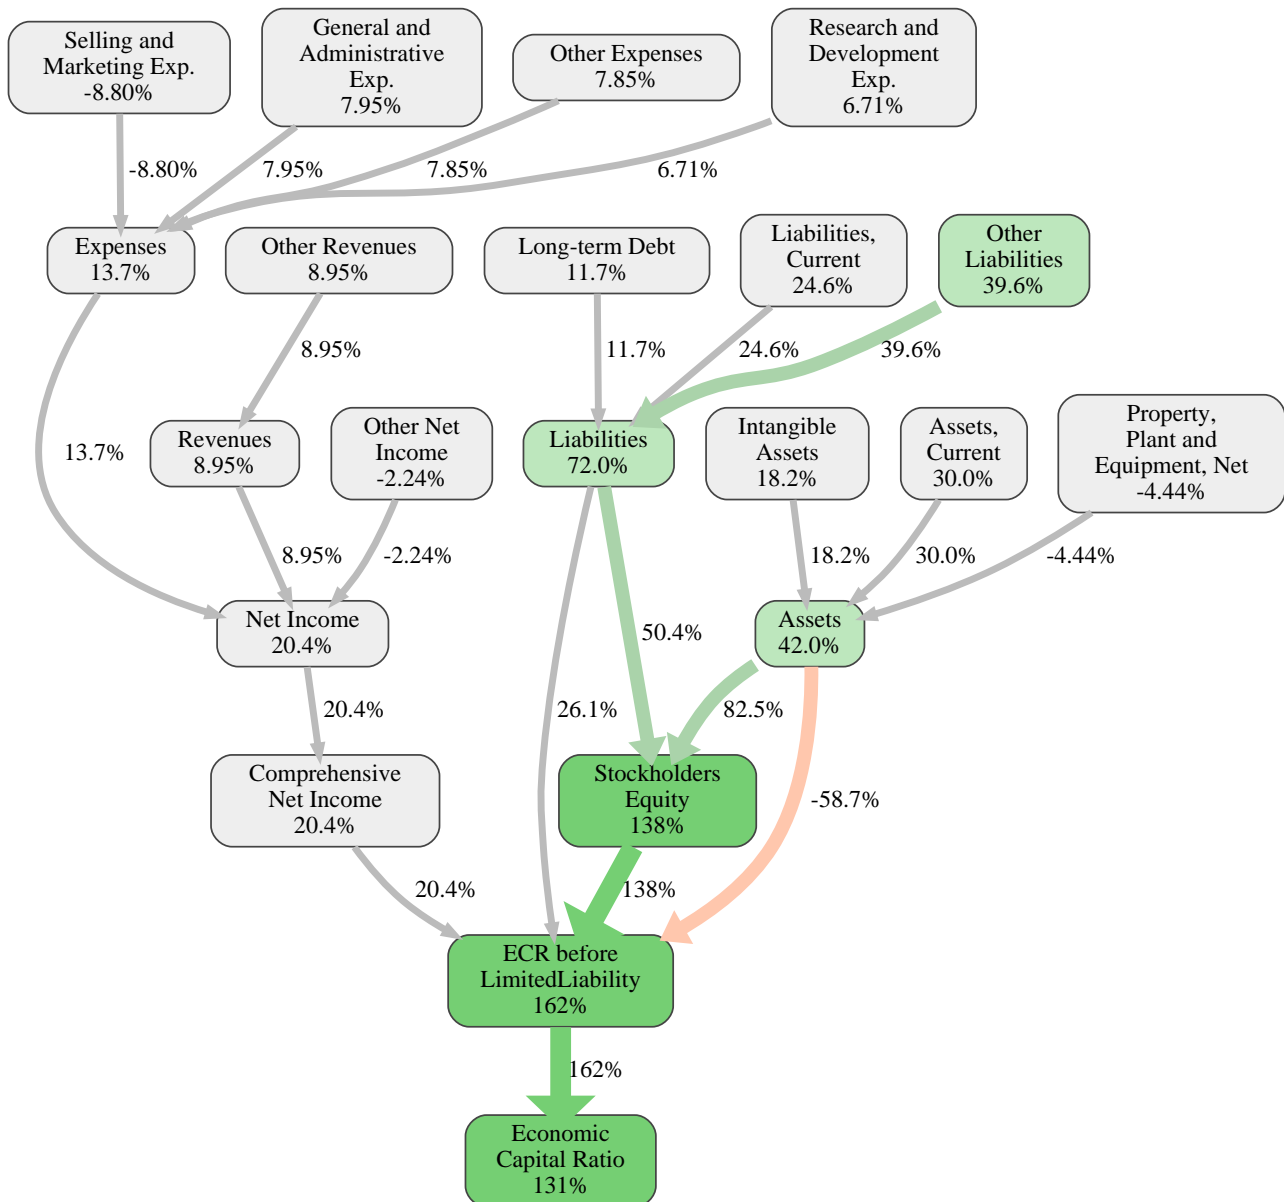 Selling and
Marketing Exp.
-8.80%
General and
Administrative
Exp.
7.95%
Other Expenses
7.85%
Research and
Development
Exp.
6.71%
-8.80%
7.95%
7.85%
6.71%
Expenses
13.7%
Other Revenues
8.95%
Long-term Debt
11.7%
Liabilities,
Current
24.6%
Other
Liabilities
39.6%
8.95%
11.7%
24.6%
39.6%
13.7%
Revenues
8.95%
Other Net
Income
-2.24%
Liabilities
72.0%
Intangible
Assets
18.2%
Assets,
Current
30.0%
Property,
Plant and
Equipment, Net
-4.44%
8.95%
-2.24%
18.2%
30.0%
-4.44%
Net Income
20.4%
50.4%
Assets
42.0%
20.4%
26.1%
82.5%
-58.7%
Comprehensive
Net Income
20.4%
Stockholders
Equity
138%
20.4%
138%
ECR before
LimitedLiability
162%
162%
Economic
Capital Ratio
131%